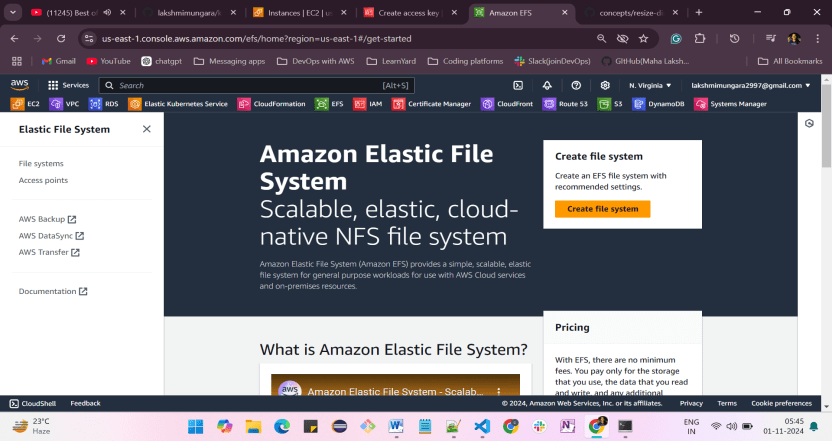 (11245) Best of
lakshmimungara/k
Instances | EC2 | us
Create access key |
Amazon EFS
concepts/resize-di
us-east-1.console.aws.amazon.com/efs/home?region=us-east-1#/get-started
Gmail
YouTube
chatgpt
Messaging apps
DevOps with AWS
LearnYard
Coding platforms
Slack(joinDevOps)
GitHub(Maha Laksh...
All Bookmarks
aws
Services
Search
[Alt+S]
N. Virginia
lakshmimungara2997@gmail.com
EC2
VPC
RDS
Elastic Kubernetes Service
CloudFormation
EFS
IAM
Certificate Manager
CloudFront
Route 53
S3
DynamoDB
Systems Manager
Elastic File System
File systems
Access points
AWS Backup
AWS DataSync
AWS Transfer
Documentation
Amazon Elastic File
System
Scalable, elastic, cloud-
native NFS file system
Amazon Elastic File System (Amazon EFS) provides a simple, scalable, elastic
file system for general purpose workloads for use with AWS Cloud services
and on-premises resources.
Create file system
Create an EFS file system with
recommended settings.
Create file system
Pricing
With EFS, there are no minimum
fees. You pay only for the storage
that you use, the data that you read
and write, and any additional
What is Amazon Elastic File System?
aws
Amazon Elastic File System - Scalab...
CloudShell
Feedback
© 2024, Amazon Web Services, Inc. or its affiliates.
Privacy
Terms
Cookie preferences
23°C
Haze
ENG
IN
05:45
01-11-2024